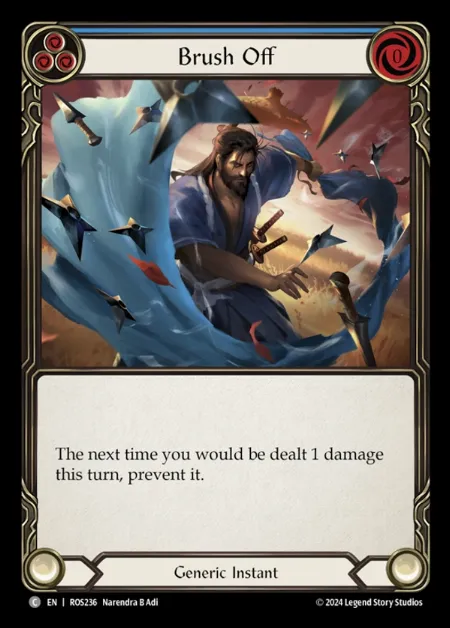 Brush Off
0
The next time you would be dealt 1 damage
this turn, prevent it.
Generic Instant
C EN | ROS236 Narendra B Adi
© 2024 Legend Story Studios